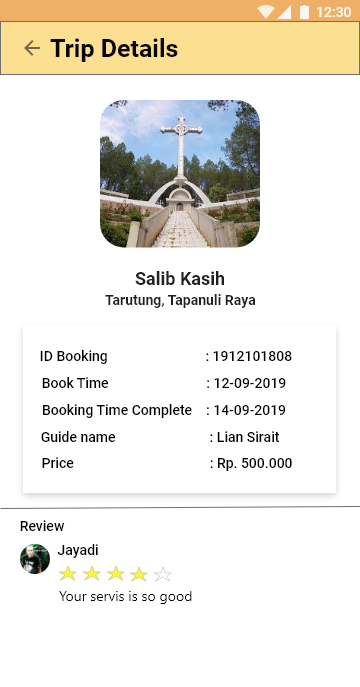 12:30
Trip Details
Salib Kasih
Tarutung, Tapanuli Raya
ID Booking : 1912101808
Book Time : 12-09-2019
Booking Time Complete : 14-09-2019
Guide name : Lian Sirait
Price : Rp. 500.000
Review
Jayadi
Your servis is so good